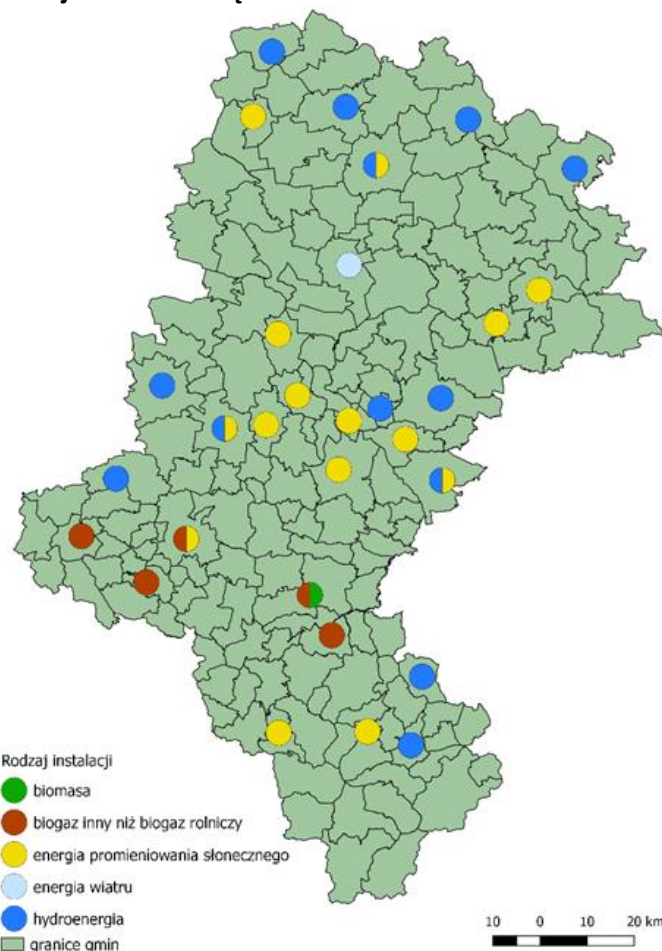 Rodzaj instalacji
biomasa
biogaz inny niż biogaz rolniczy
energia promieniowania słonecznego
energia wiatru
hydroenergia
granice gmin
10 0 10 20 km